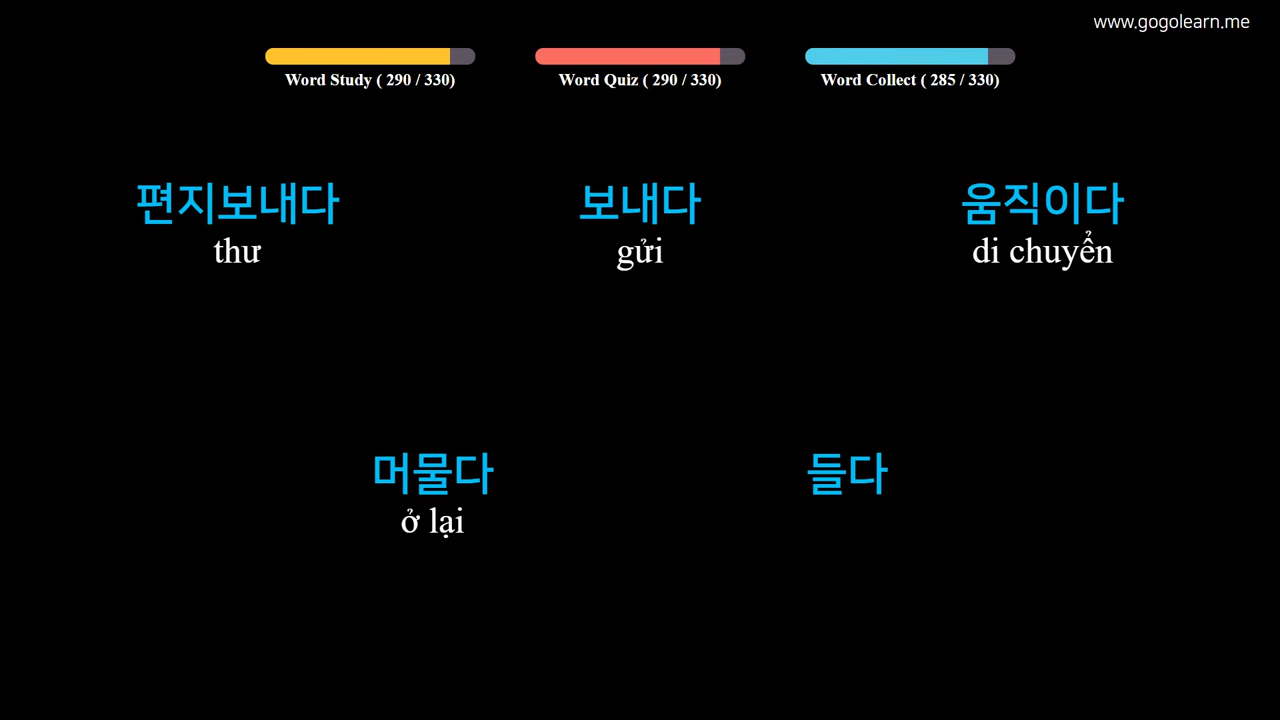 www.gogolearn.me
Word Study ( 290 / 330) Word Quiz ( 290 / 330) Word Collect ( 285 / 330)
편지보내다 보내다 움직이다
thư gửi di chuyển
머물다 들다
ở lại